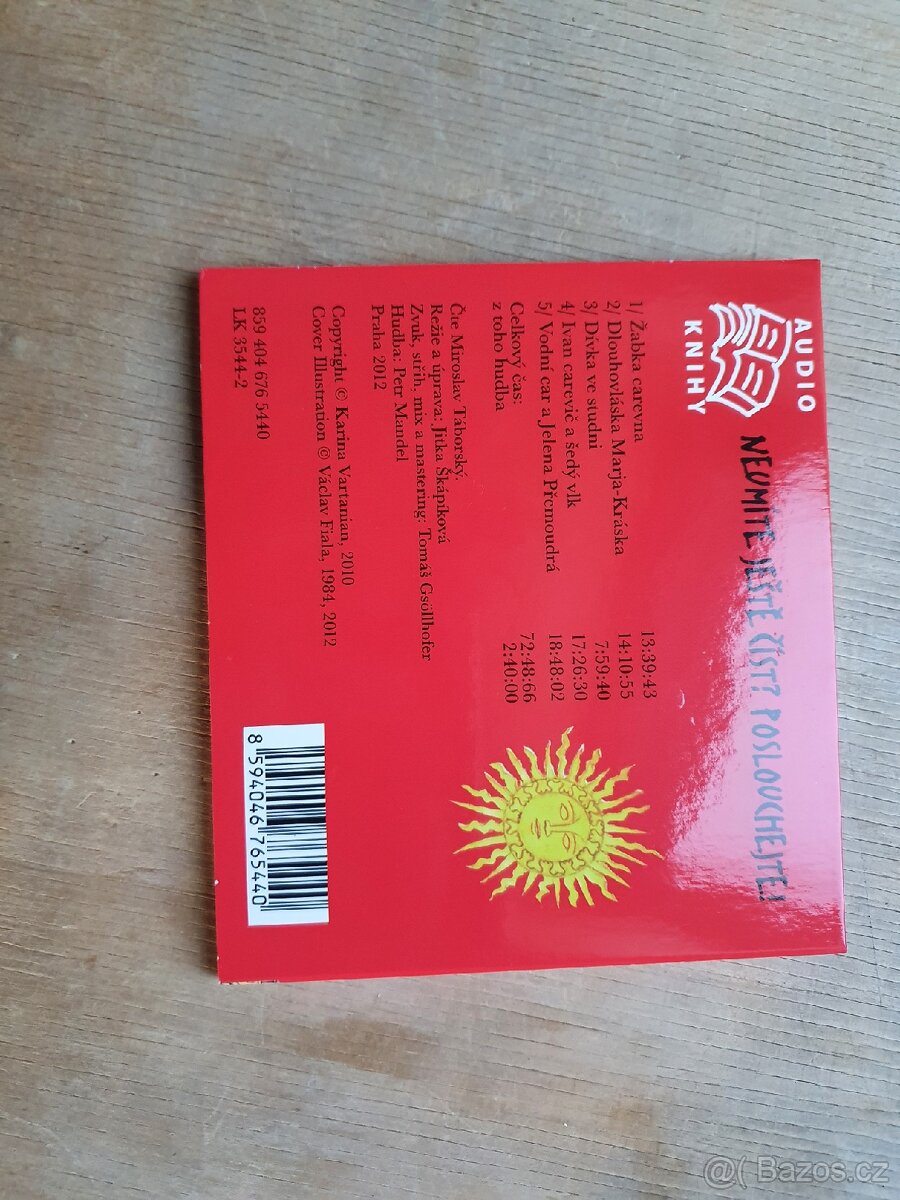 AUDIO
KNIHY
NEUMÍTE JEŠTĚ ČÍST? POSLOUCHEJTE!
1/ Žabka carevna 13:39:43
2/ Dlouhovláska Marja-Kráska 14:10:55
3/ Dívka ve studni 7:59:40
4/ Ivan carevič a šedý vlk 17:26:30
5/ Vodní car a Jelena Přemoudrá 18:48:02
Celkový čas: 72:48:66
z toho hudba 2:40:00
Čte Miroslav Táborský.
Režie a úprava: Jitka Škápíková
Zvuk, střih, mix a mastering: Tomáš Gsöllhofer
Hudba: Petr Mandel
Praha 2012
Copyright © Karina Vartanian, 2010
Cover Illustration © Václav Fiala, 1984, 2012
859 404 676 5440
LK 3544-2
8 594046 765440
@( Bazos.cz